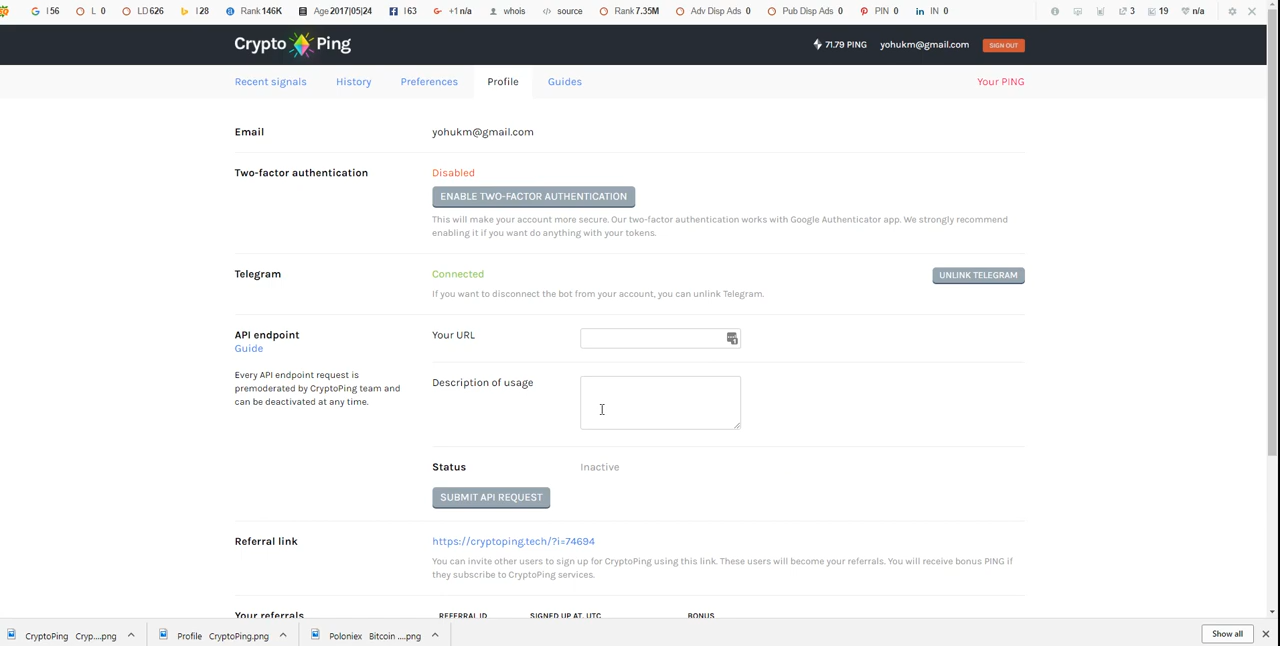 I 56 L 0 LD 626 I 28 Rank 146K Age 2017|05|24 I 63 +1 n/a whois source Rank 7.35M Adv Disp Ads 0 Pub Disp Ads 0 PIN 0 IN 0 3 19 n/a
Crypto Ping 71.79 PING yohukm@gmail.com SIGN OUT
Recent signals History Preferences Profile Guides Your PING
Email yohukm@gmail.com
Two-factor authentication Disabled
ENABLE TWO-FACTOR AUTHENTICATION
This will make your account more secure. Our two-factor authentication works with Google Authenticator app. We strongly recommend
enabling it if you want do anything with your tokens.
Telegram Connected UNLINK TELEGRAM
If you want to disconnect the bot from your account, you can unlink Telegram.
API endpoint Your URL
Guide
Every API endpoint request is
premoderated by CryptoPing team and
can be deactivated at any time.
Description of usage
Status Inactive
SUBMIT API REQUEST
Referral link https://cryptoping.tech/?i=74694
You can invite other users to sign up for CryptoPing using this link. These users will become your referrals. You will receive bonus PING if
they subscribe to CryptoPing services.
Your referrals REFERRAL ID SIGNED UP AT, UTC BONUS
CryptoPing Cryp....png Profile CryptoPing.png Poloniex Bitcoin ....png Show all